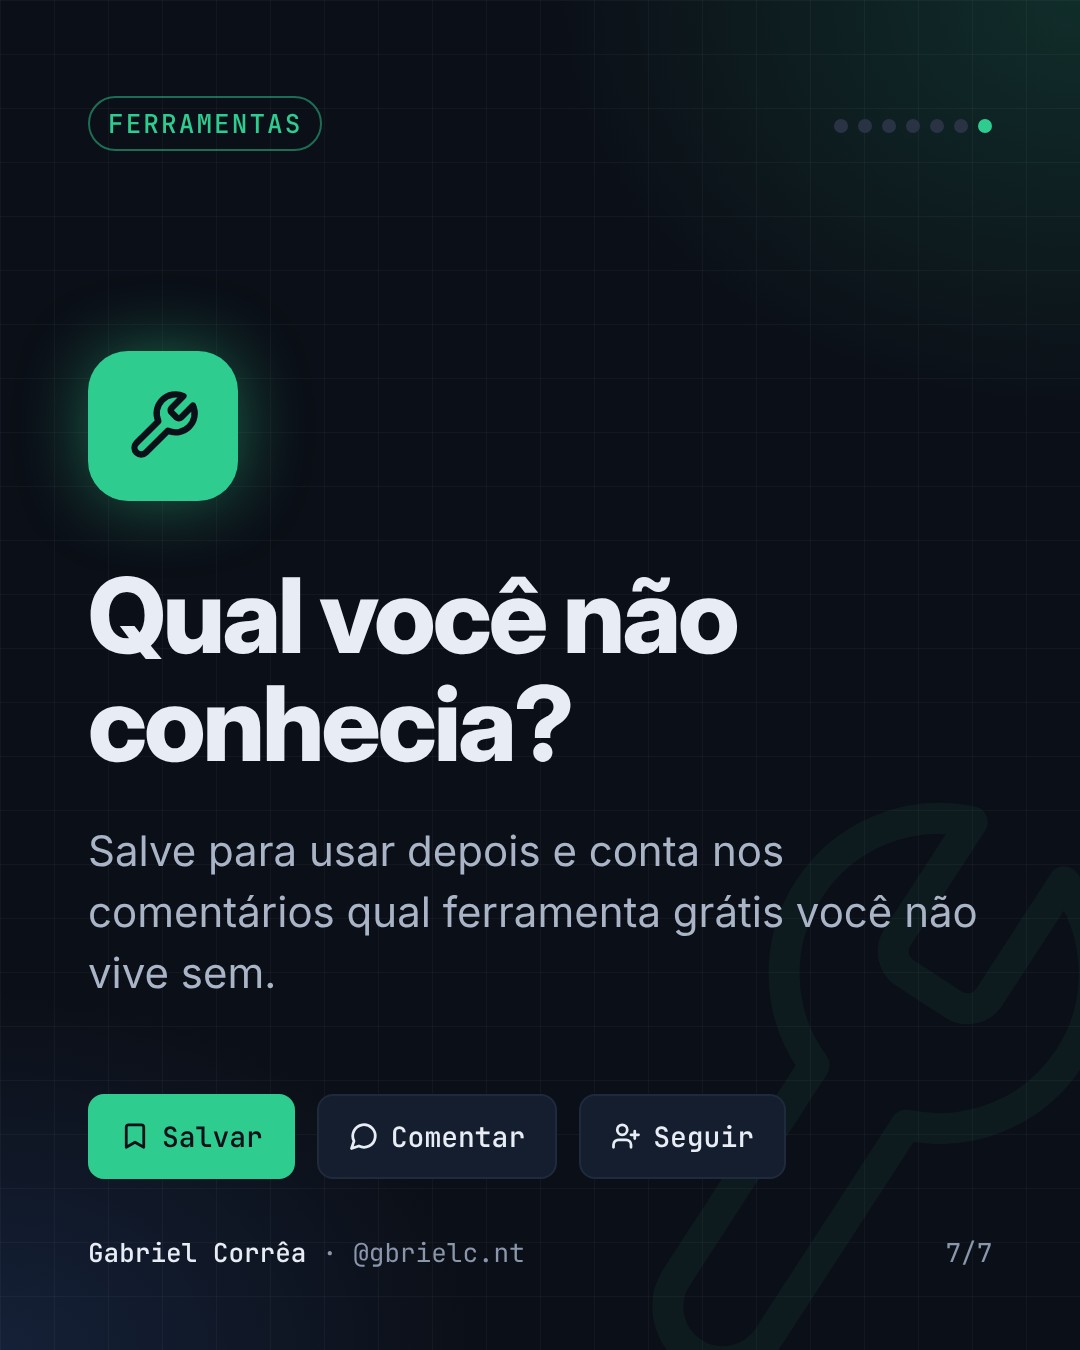 FERRAMENTAS
Qual você não
conhecia?
Salve para usar depois e conta nos
comentários qual ferramenta grátis você não
vive sem.
Salvar
Comentar
Seguir
Gabriel Corrêa · @gbrielc.nt
7/7